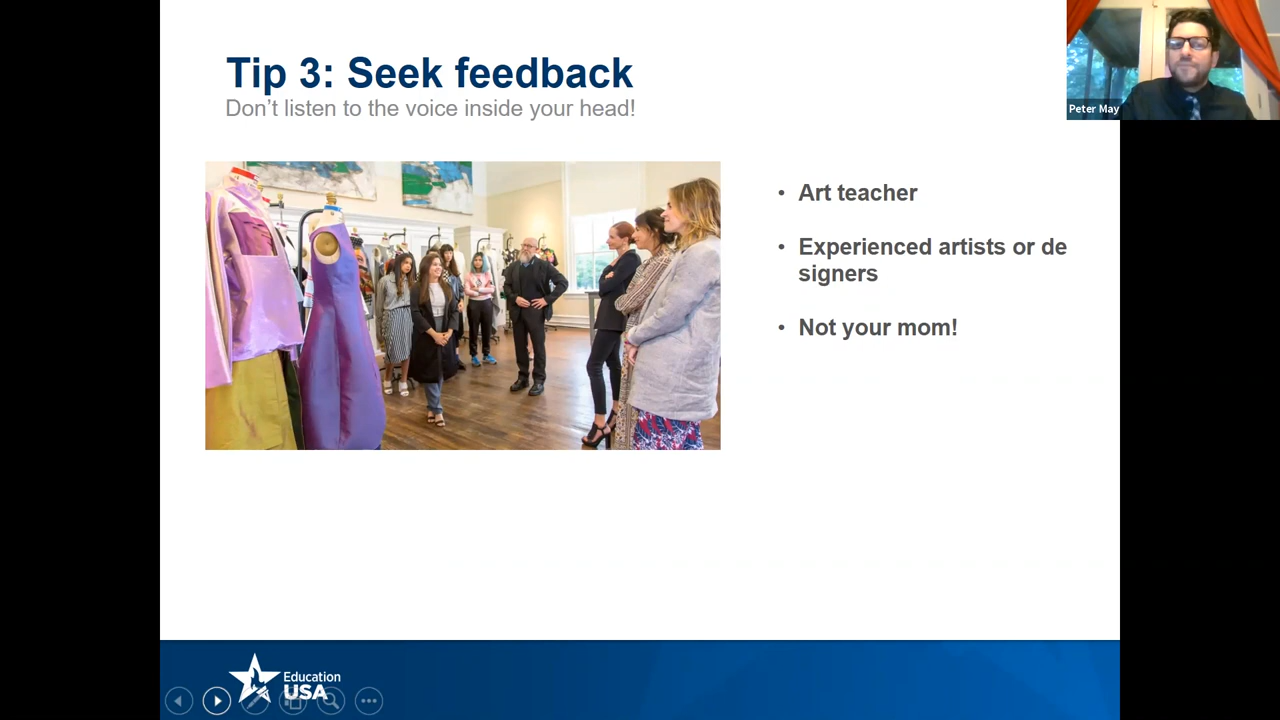 Tip 3: Seek feedback
Don't listen to the voice inside your head!
Peter May
• Art teacher
• Experienced artists or de
signers
• Not your mom!
Education
USA